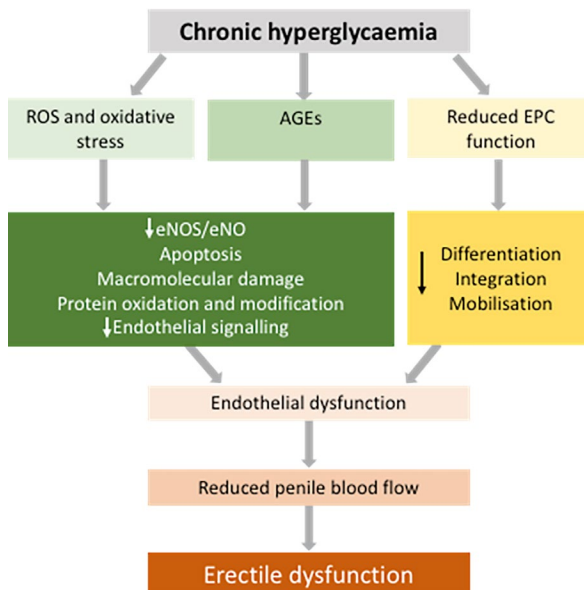 Chronic hyperglycaemia
ROS and oxidative
stress
AGEs
Reduced EPC
function
↓eNOS/eNO
Apoptosis
Macromolecular damage
Protein oxidation and modification
↓Endothelial signalling
↓ Differentiation
Integration
Mobilisation
Endothelial dysfunction
Reduced penile blood flow
Erectile dysfunction